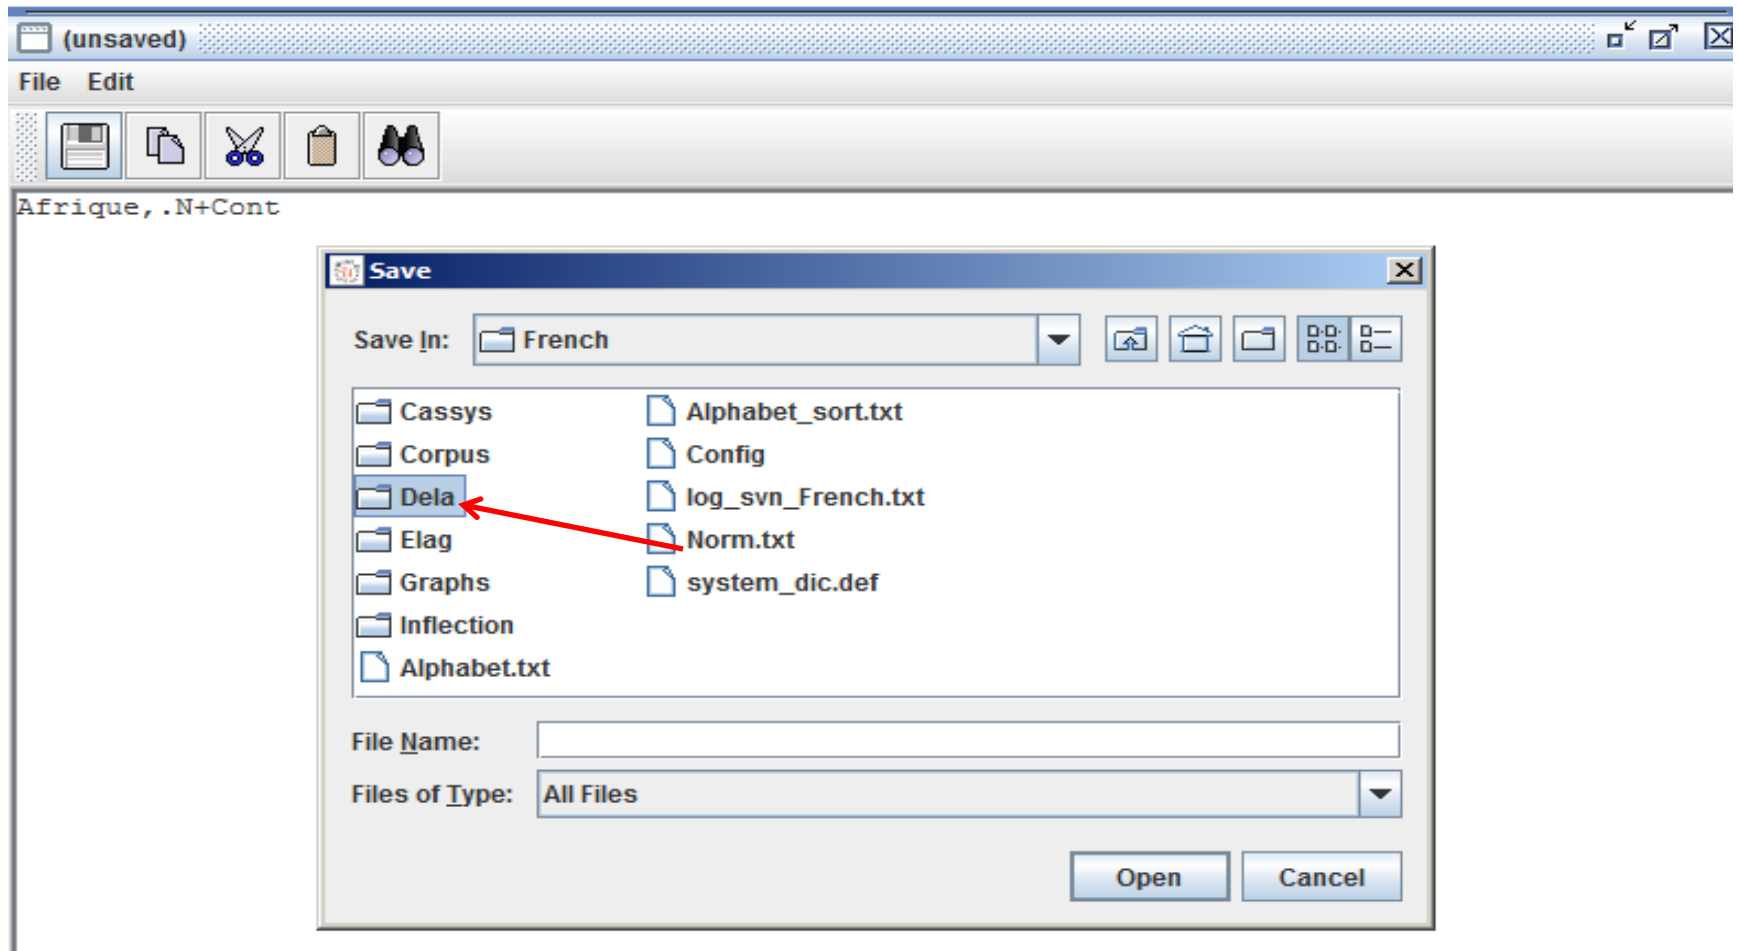 (unsaved)
File Edit
Afrique,.N+Cont
Save
Save In: French
Cassys
Corpus
Dela
Elag
Graphs
Inflection
Alphabet.txt
Alphabet_sort.txt
Config
log_svn_French.txt
Norm.txt
system_dic.def
File Name:
Files of Type: All Files
Open Cancel